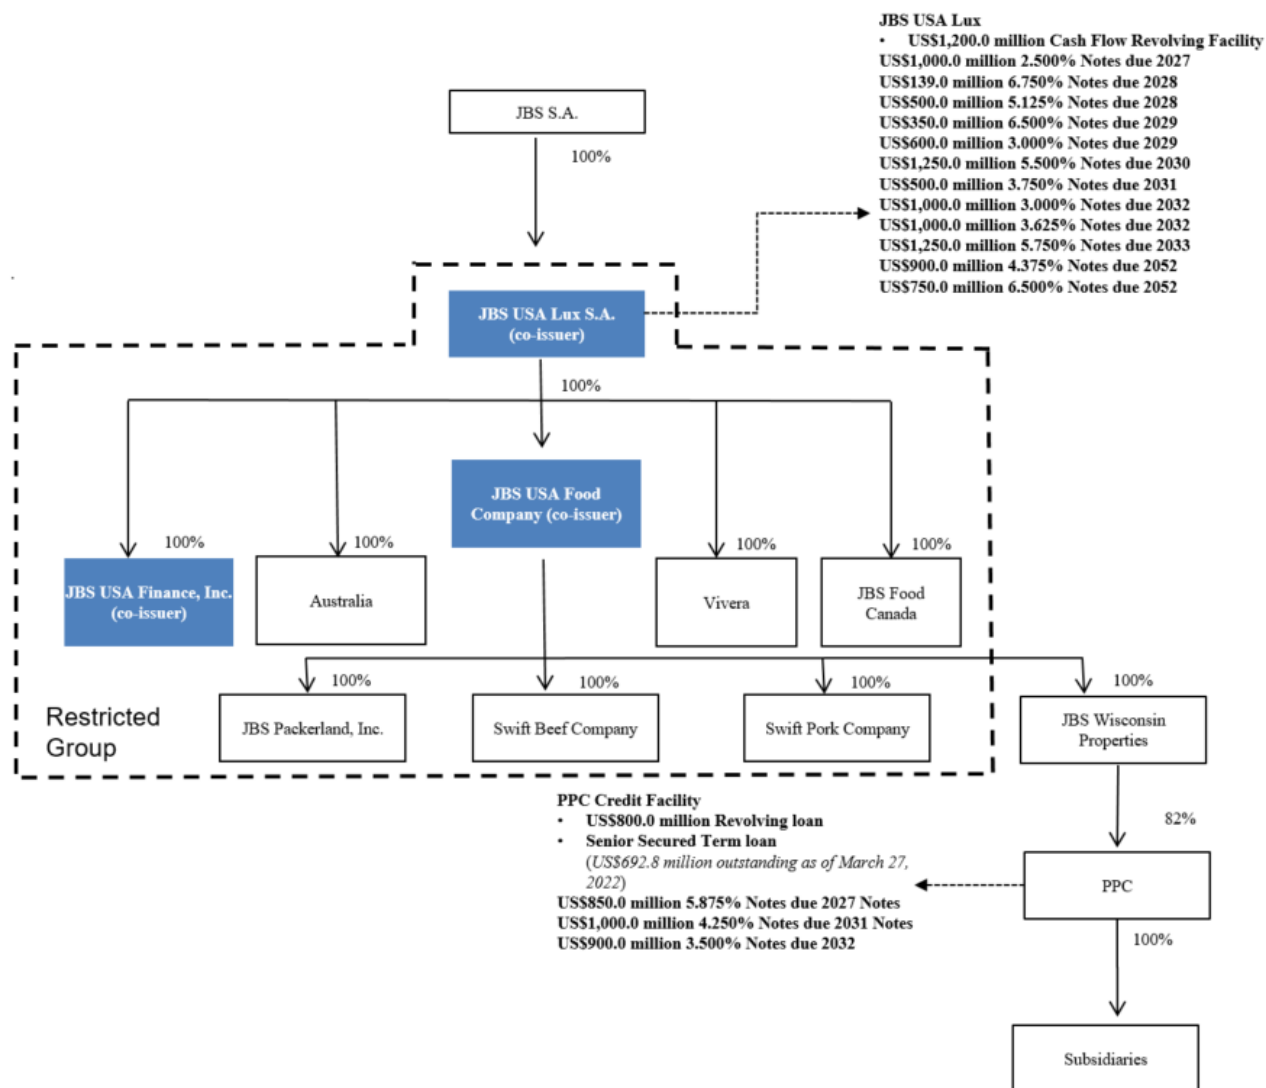 JBS USA Lux
• US$1,200.0 million Cash Flow Revolving Facility
US$1,000.0 million 2.500% Notes due 2027
US$139.0 million 6.750% Notes due 2028
US$500.0 million 5.125% Notes due 2028
US$350.0 million 6.500% Notes due 2029
US$600.0 million 3.000% Notes due 2029
US$1,250.0 million 5.500% Notes due 2030
US$500.0 million 3.750% Notes due 2031
US$1,000.0 million 3.000% Notes due 2032
US$1,000.0 million 3.625% Notes due 2032
US$1,250.0 million 5.750% Notes due 2033
US$900.0 million 4.375% Notes due 2052
US$750.0 million 6.500% Notes due 2052
JBS S.A.
100%
JBS USA Lux S.A.
(co-issuer)
100%
JBS USA Food
Company (co-issuer)
100%
100%
100%
100%
JBS USA Finance, Inc.
(co-issuer)
Australia
Vivera
JBS Food
Canada
100%
100%
100%
100%
Restricted
Group
JBS Packerland, Inc.
Swift Beef Company
Swift Pork Company
JBS Wisconsin
Properties
PPC Credit Facility
• US$800.0 million Revolving loan
• Senior Secured Term loan
(US$692.8 million outstanding as of March 27,
2022)
US$850.0 million 5.875% Notes due 2027 Notes
US$1,000.0 million 4.250% Notes due 2031 Notes
US$900.0 million 3.500% Notes due 2032
82%
PPC
100%
Subsidiaries